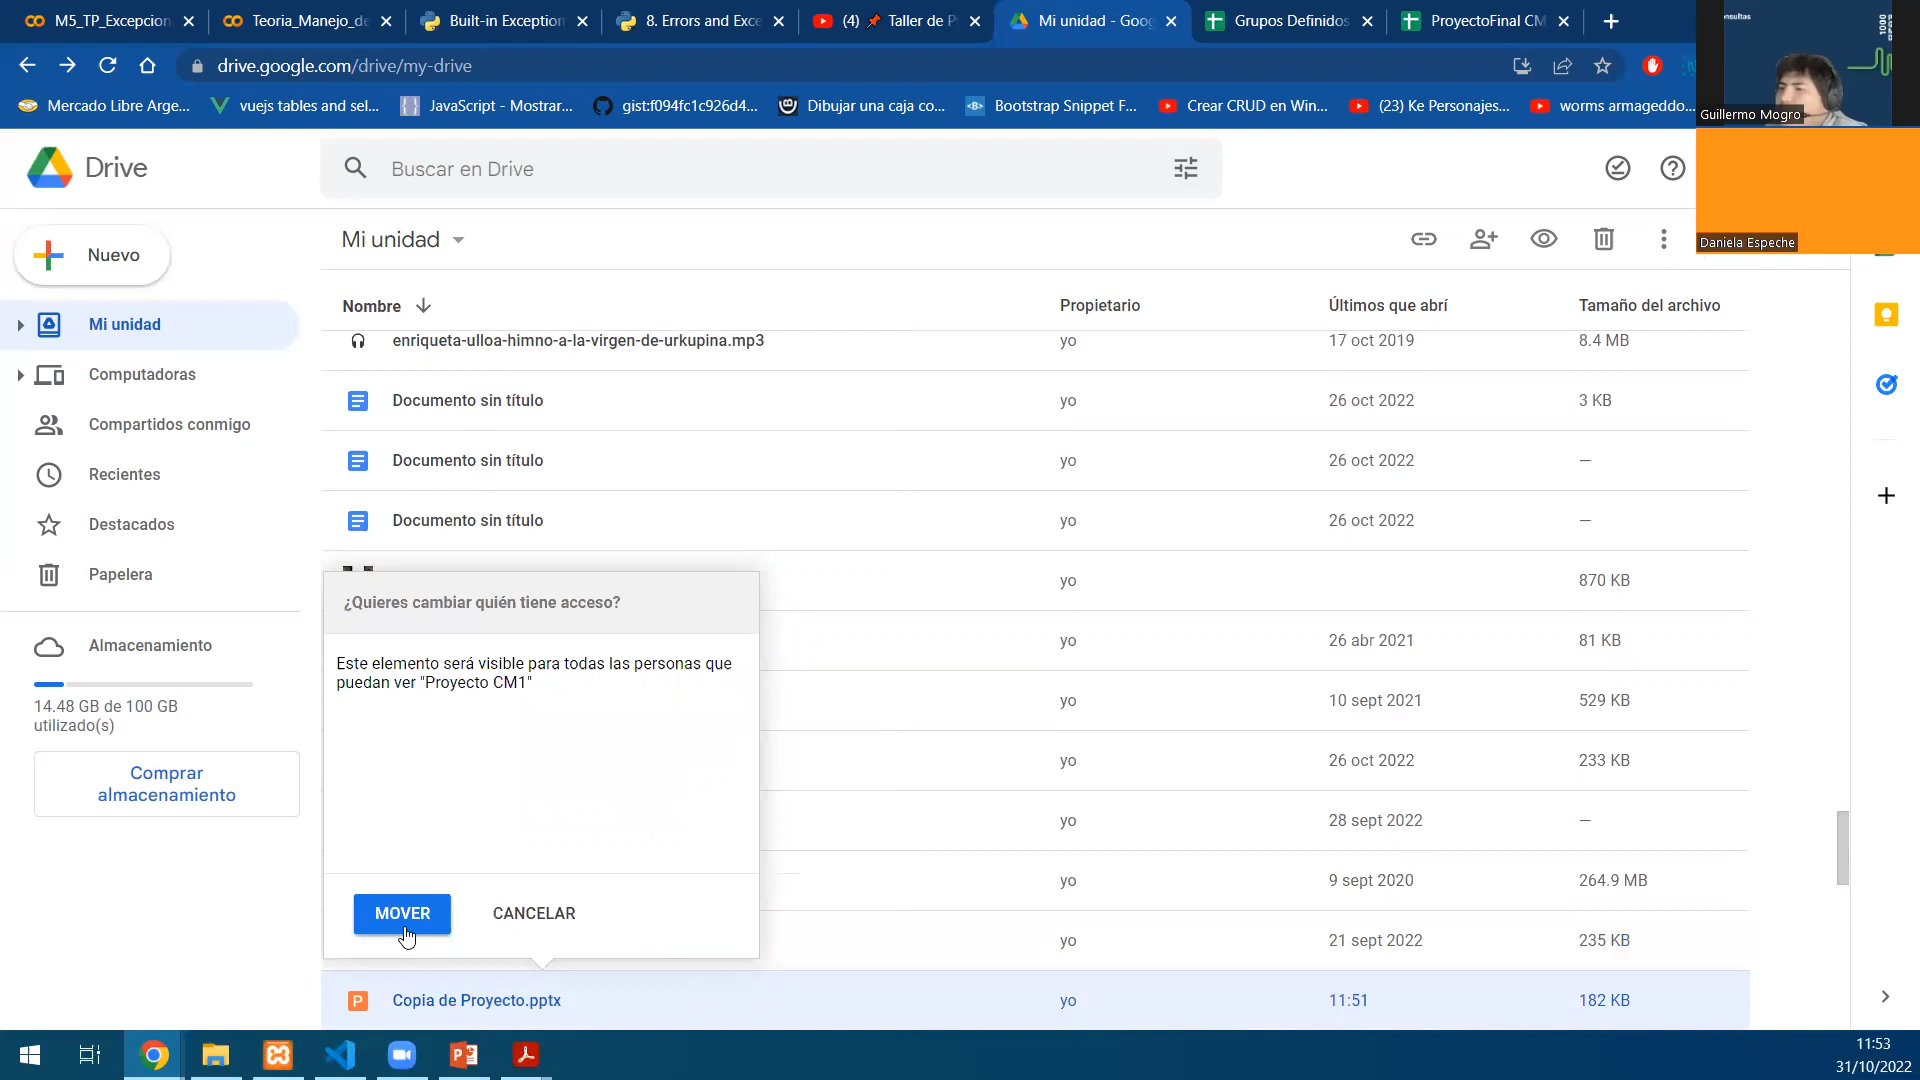 M5_TP_Excepcion
Teoria_Manejo_de
Built-in Exception
8. Errors and Exce
(4) 📌 Taller de P
Mi unidad - Goog
Grupos Definidos
ProyectoFinal CM
drive.google.com/drive/my-drive
Mercado Libre Arge...
vuejs tables and sel...
JavaScript - Mostrar...
gist:f094fc1c926d4...
Dibujar una caja co...
Bootstrap Snippet F...
Crear CRUD en Win...
(23) Ke Personajes...
worms armageddo...
nsultas
1000
Guillermo Mogro
Daniela Espeche
Drive
Buscar en Drive
Nuevo
Mi unidad
Computadoras
Compartidos conmigo
Recientes
Destacados
Papelera
Almacenamiento
14.48 GB de 100 GB
utilizado(s)
Comprar
almacenamiento
Mi unidad
Nombre
Propietario
Últimos que abrí
Tamaño del archivo
enriqueta-ulloa-himno-a-la-virgen-de-urkupina.mp3 yo 17 oct 2019 8.4 MB
Documento sin título yo 26 oct 2022 3 KB
Documento sin título yo 26 oct 2022 —
Documento sin título yo 26 oct 2022 —
yo 870 KB
yo 26 abr 2021 81 KB
yo 10 sept 2021 529 KB
yo 26 oct 2022 233 KB
yo 28 sept 2022 —
yo 9 sept 2020 264.9 MB
yo 21 sept 2022 235 KB
¿Quieres cambiar quién tiene acceso?
Este elemento será visible para todas las personas que
puedan ver "Proyecto CM1"
MOVER
CANCELAR
Copia de Proyecto.pptx yo 11:51 182 KB
11:53
31/10/2022